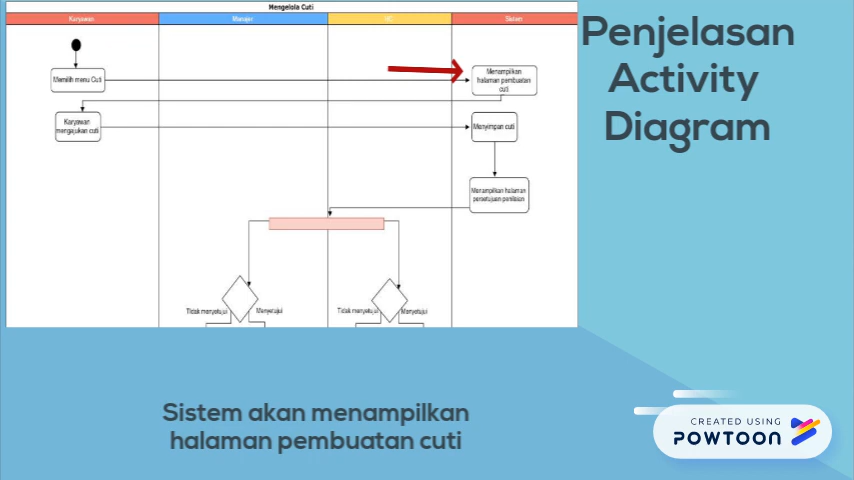 Mengelola Cuti
Karyawan
Manajer
Sistem
Memilih menu Cuti
Menampilkan
halaman pembuatan
cuti
Karyawan
mengajukan cuti
Menyimpan cuti
Menampilkan halaman
persetujuan penilaian
Tidak menyetujui
Menyetujui
Tidak menyetujui
Menyetujui
Penjelasan
Activity
Diagram
Sistem akan menampilkan
halaman pembuatan cuti
CREATED USING
POWTOON